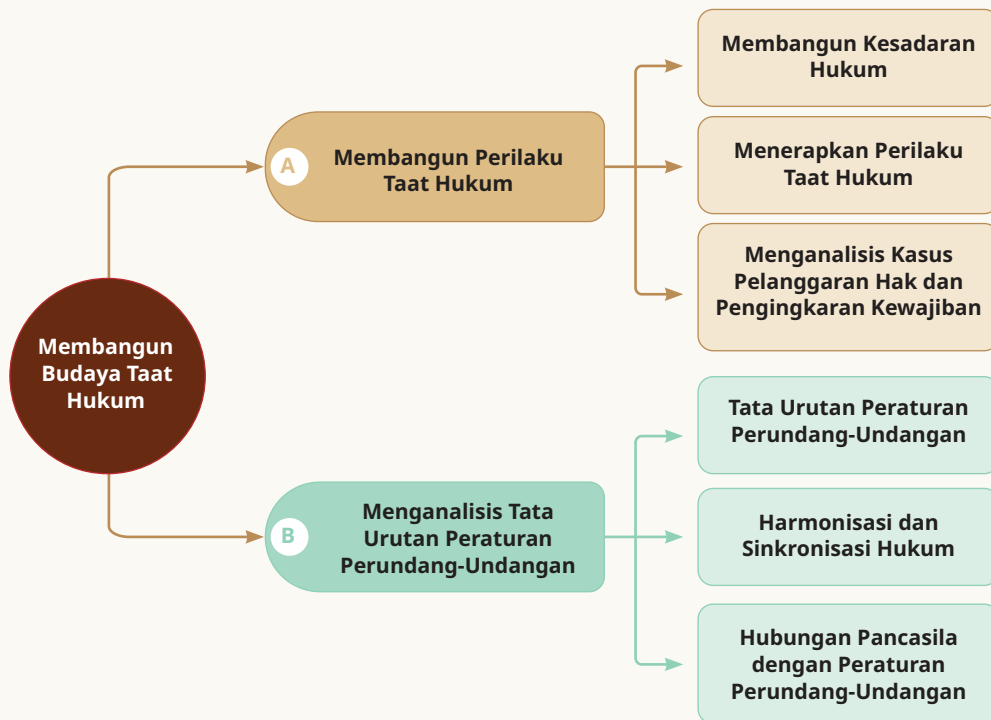 Membangun
Budaya Taat
Hukum
A
Membangun Perilaku
Taat Hukum
Membangun Kesadaran
Hukum
Menerapkan Perilaku
Taat Hukum
Menganalisis Kasus
Pelanggaran Hak dan
Pengingkaran Kewajiban
B
Menganalisis Tata
Urutan Peraturan
Perundang-Undangan
Tata Urutan Peraturan
Perundang-Undangan
Harmonisasi dan
Sinkronisasi Hukum
Hubungan Pancasila
dengan Peraturan
Perundang-Undangan